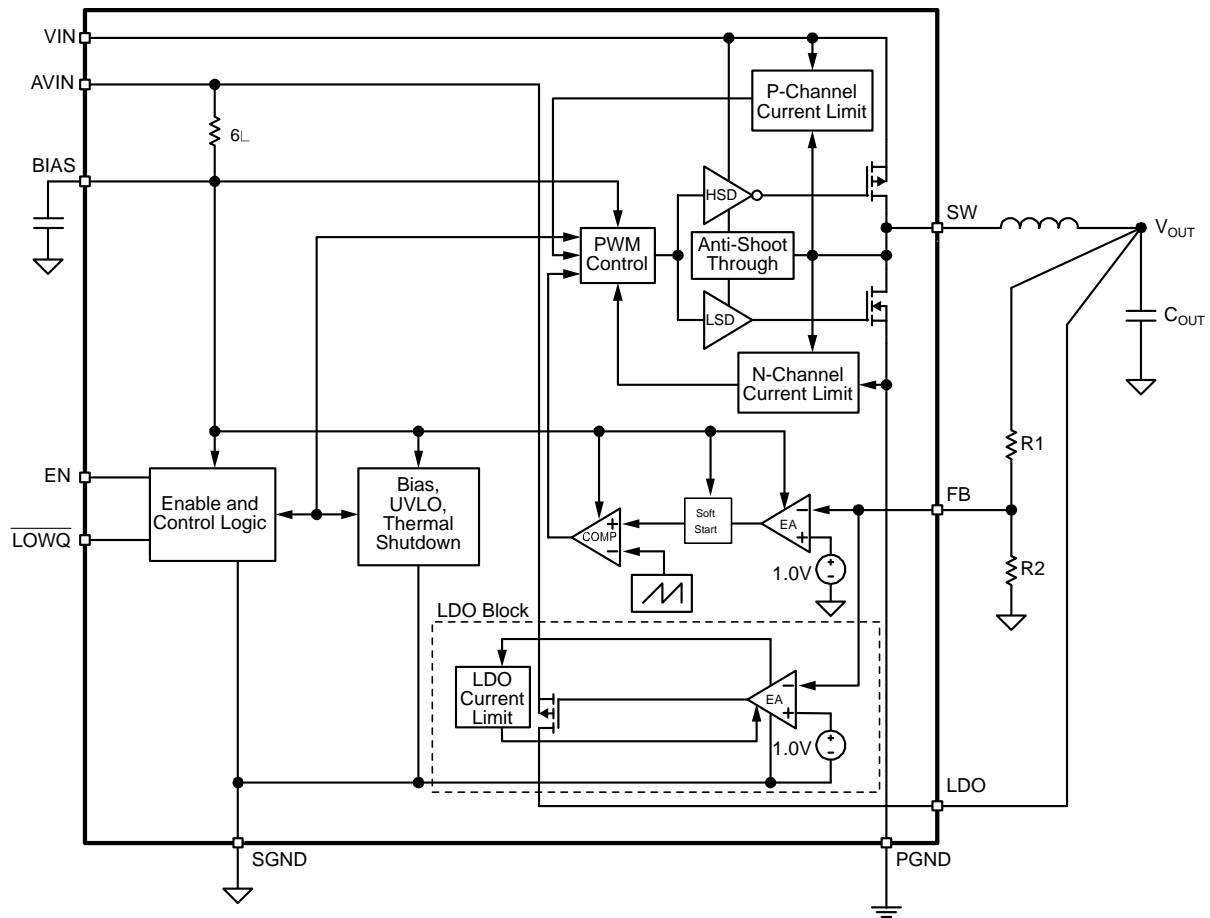 VIN
AVIN
P-Channel
Current Limit
6
BIAS
HSD
SW
VOUT
PWM
Control
Anti-Shoot
Through
LSD
COUT
N-Channel
Current Limit
R1
EN
Enable and
Control Logic
LOWQ
Bias,
UVLO,
Thermal
Shutdown
+
COMP
−
Soft
Start
−
EA
+
FB
1.0V
+
−
R2
LDO Block
LDO
Current
Limit
−
EA
+
1.0V
+
−
LDO
SGND
PGND